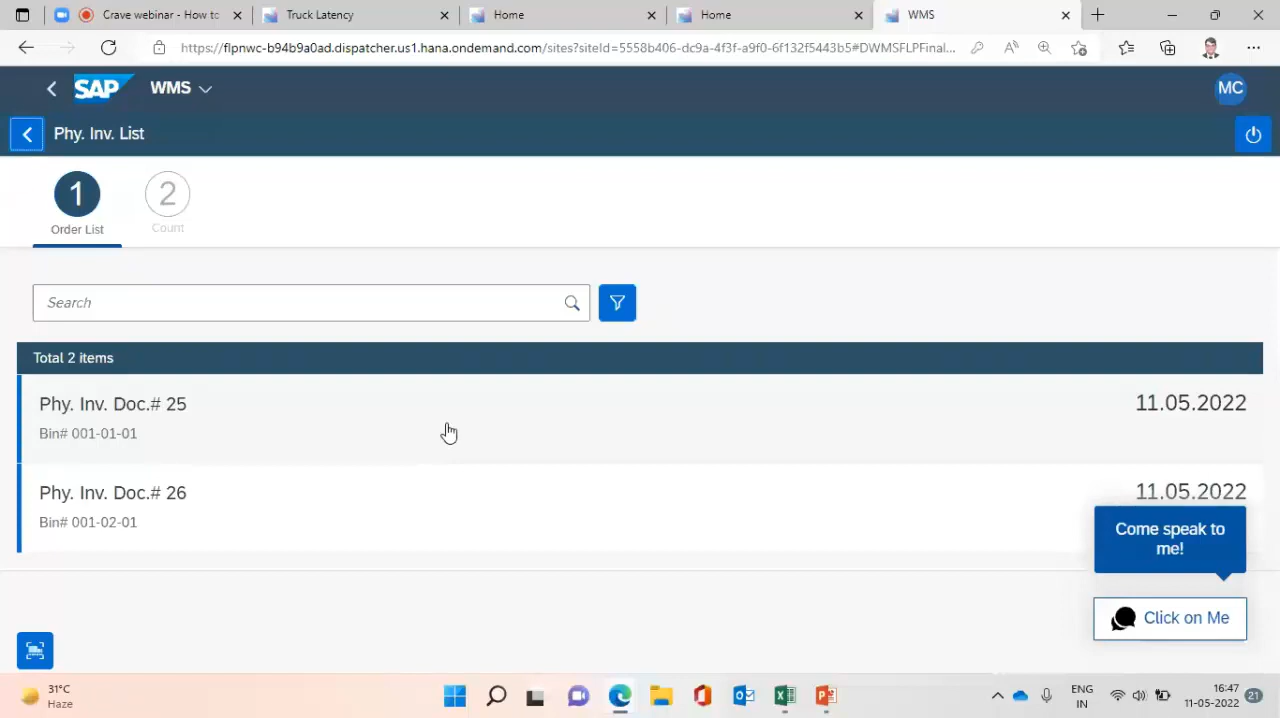 Crave webinar - How to
Truck Latency
Home
Home
WMS
https://flpnwc-b94b9a0ad.dispatcher.us1.hana.ondemand.com/sites?siteId=5558b406-dc9a-4f3f-a9f0-6f132f5443b5#DWMSFLPFinal...
SAP WMS
MC
Phy. Inv. List
1 2
Order List Count
Search
Total 2 items
Phy. Inv. Doc.# 25 11.05.2022
Bin# 001-01-01
Phy. Inv. Doc.# 26 11.05.2022
Bin# 001-02-01
Come speak to
me!
Click on Me
31°C
Haze
ENG
IN
16:47
11-05-2022
21